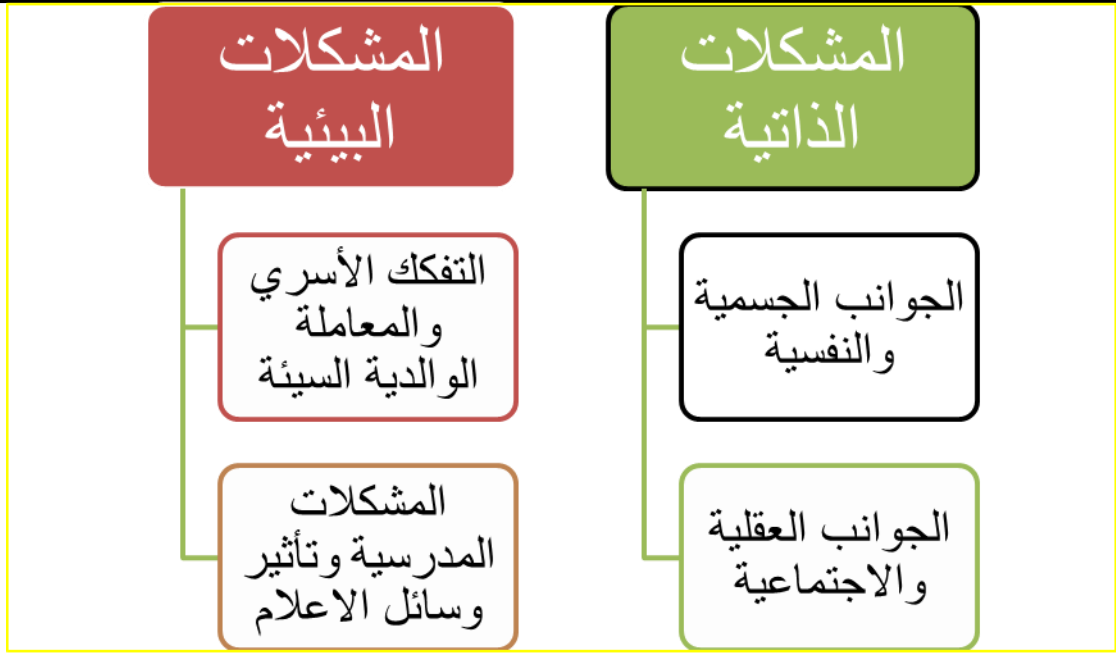 المشكلات
الذاتية
الجوانب الجسمية
والنفسية
الجوانب العقلية
والاجتماعية
المشكلات
البيئية
التفكك الأسري
والمعاملة
الوالدية السيئة
المشكلات
المدرسية وتأثير
وسائل الاعلام